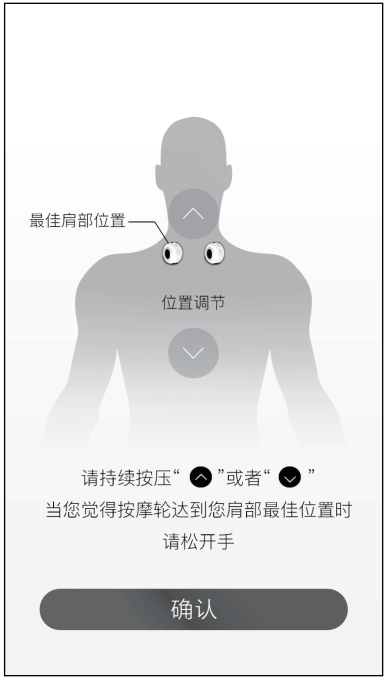 最佳肩部位置
位置调节
请持续按压“ ”或者“ ”
当您觉得按摩轮达到您肩部最佳位置时
请松开手
确认